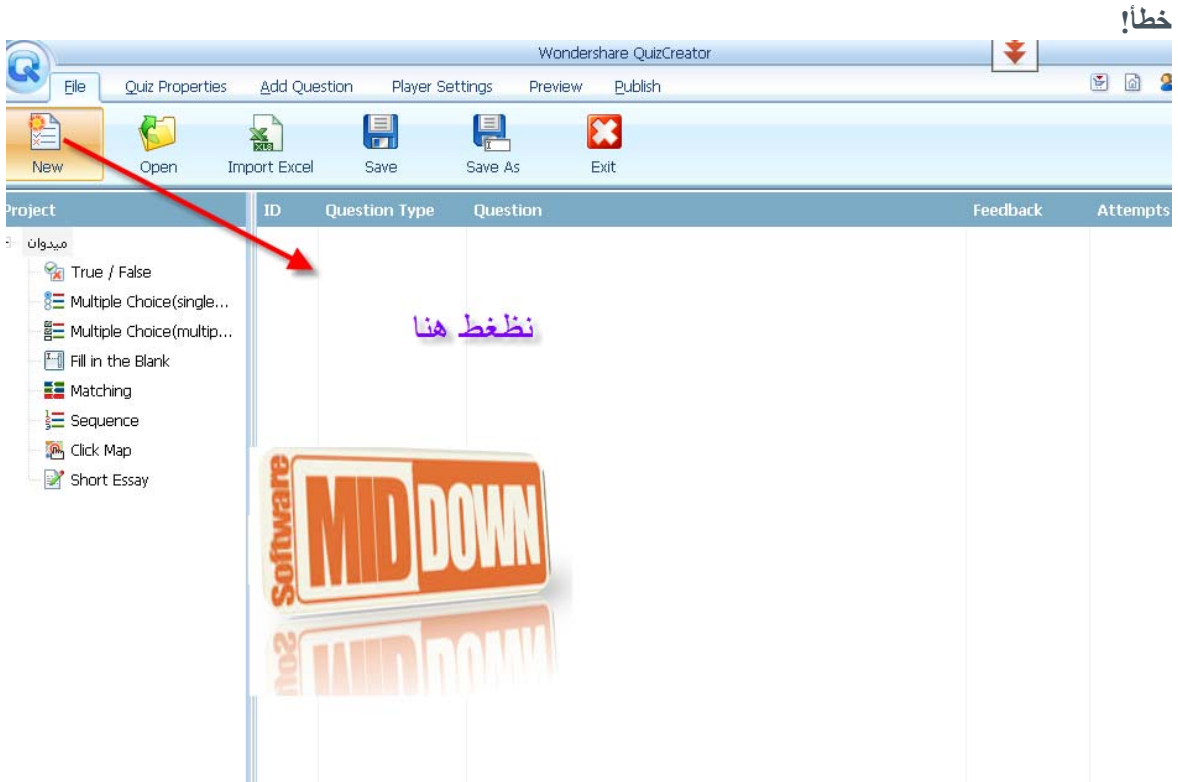 خطأ!
Wondershare QuizCreator
File Quiz Properties Add Question Player Settings Preview Publish
XLS
New Open Import Excel Save Save As Exit
Project ID Question Type Question Feedback Attempts
ميدوان
True / False
Multiple Choice(single...
نظغط هنا
Multiple Choice(multip...
Fill in the Blank
Matching
Sequence
Click Map
Short Essay
Software
MID DOWN